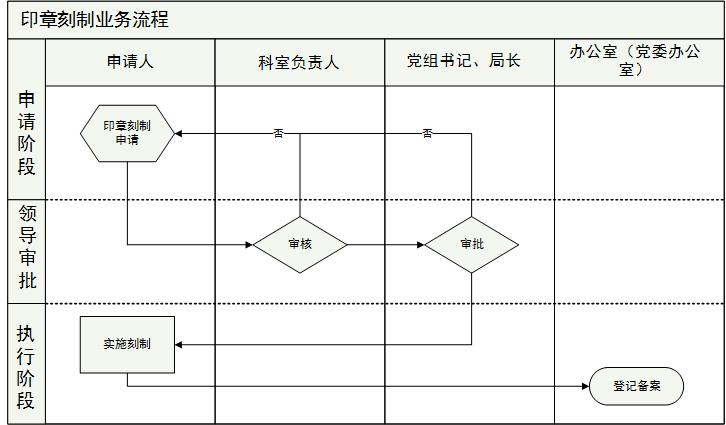 印章刻制业务流程
申请人
科室负责人
党组书记、局长
办公室（党委办公
室）
申请阶段
印章刻制
申请
否
否
领导审批
审核
审批
执行阶段
实施刻制
登记备案